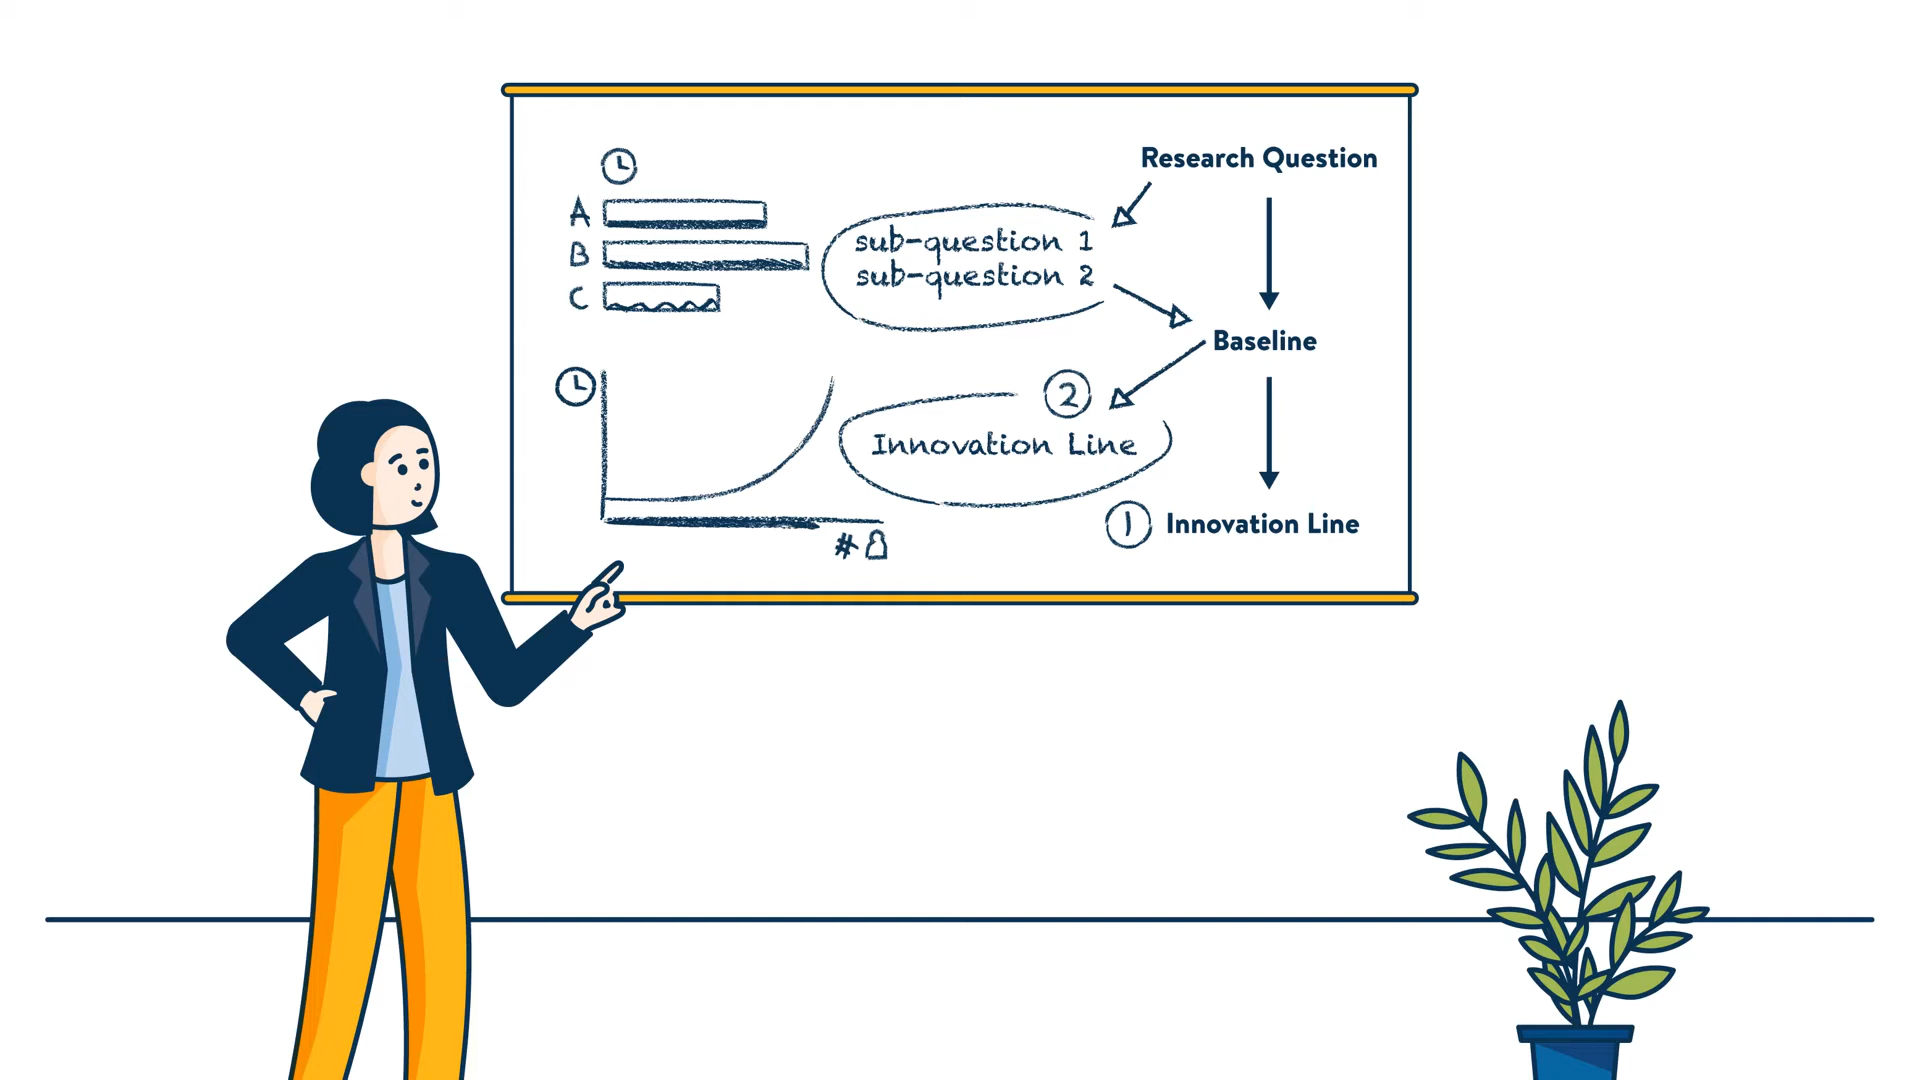 Research Question
A
B
C
sub-question 1
sub-question 2
Baseline
2
Innovation Line
1 Innovation Line
#